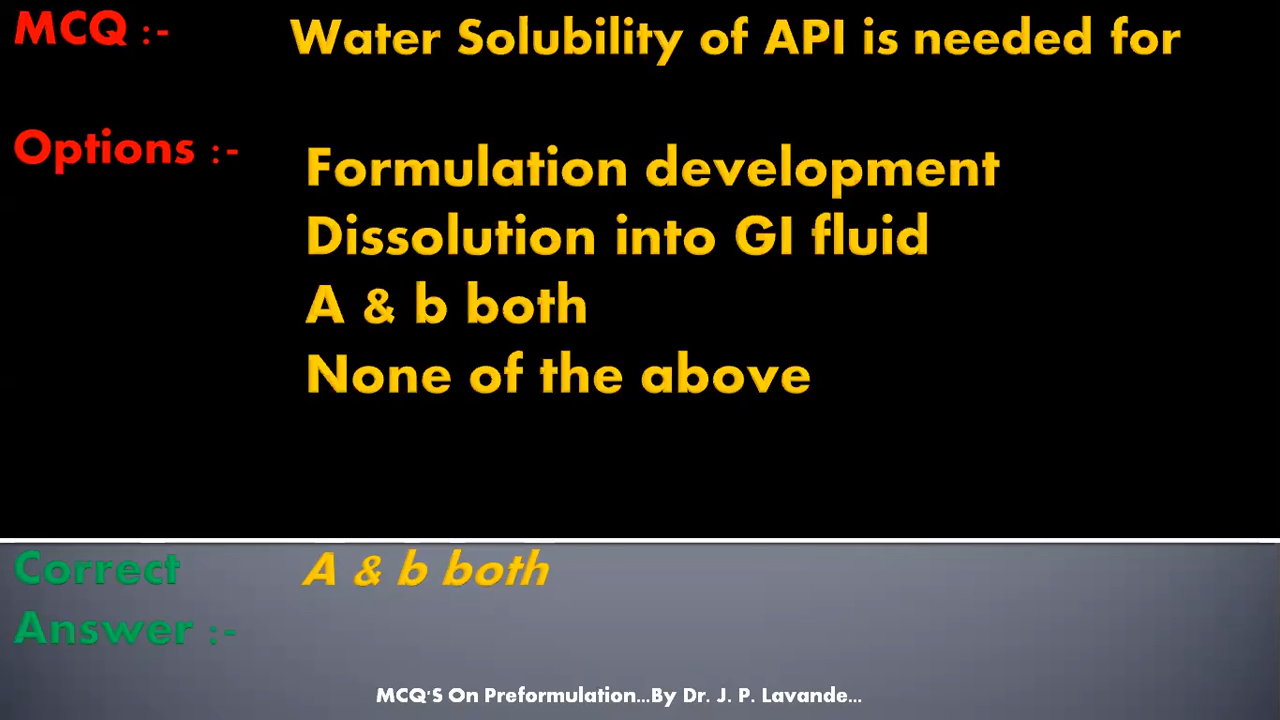 MCQ :- Water Solubility of API is needed for
Options :-
Formulation development
Dissolution into GI fluid
A & b both
None of the above
Correct Answer :- A & b both
MCQ'S On Preformulation...By Dr. J. P. Lavande...